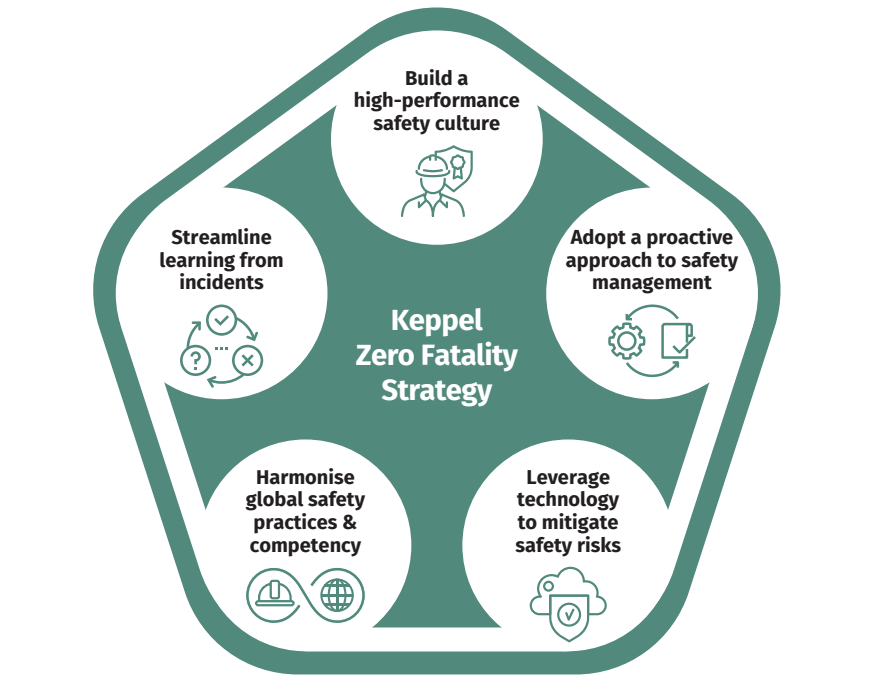 Build a
high-performance
safety culture
Streamline
learning from
incidents
Adopt a proactive
approach to safety
management
?
Keppel
Zero Fatality
Strategy
Harmonise
global safety
practices &
competency
Leverage
technology
to mitigate
safety risks